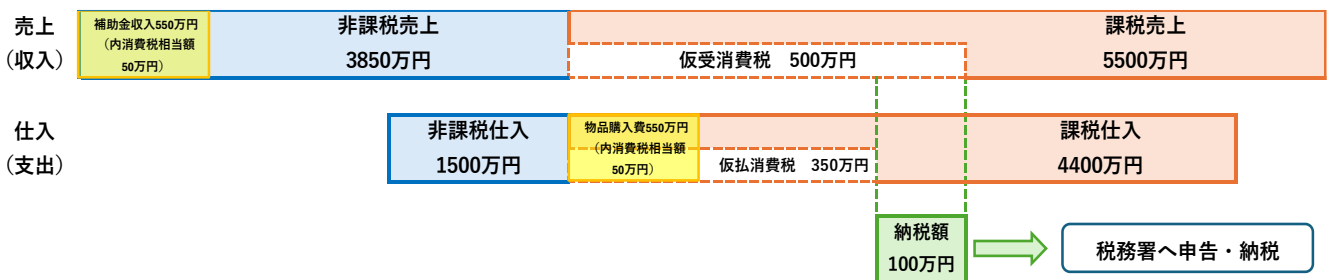 売上
（収入）
補助金収入550万円
（内消費税相当額
50万円）
非課税売上
3850万円
課税売上
5500万円
仮受消費税　500万円
仕入
（支出）
非課税仕入
1500万円
物品購入費550万円
（内消費税相当額
50万円）
課税仕入
4400万円
仮払消費税　350万円
納税額
100万円
税務署へ申告・納税